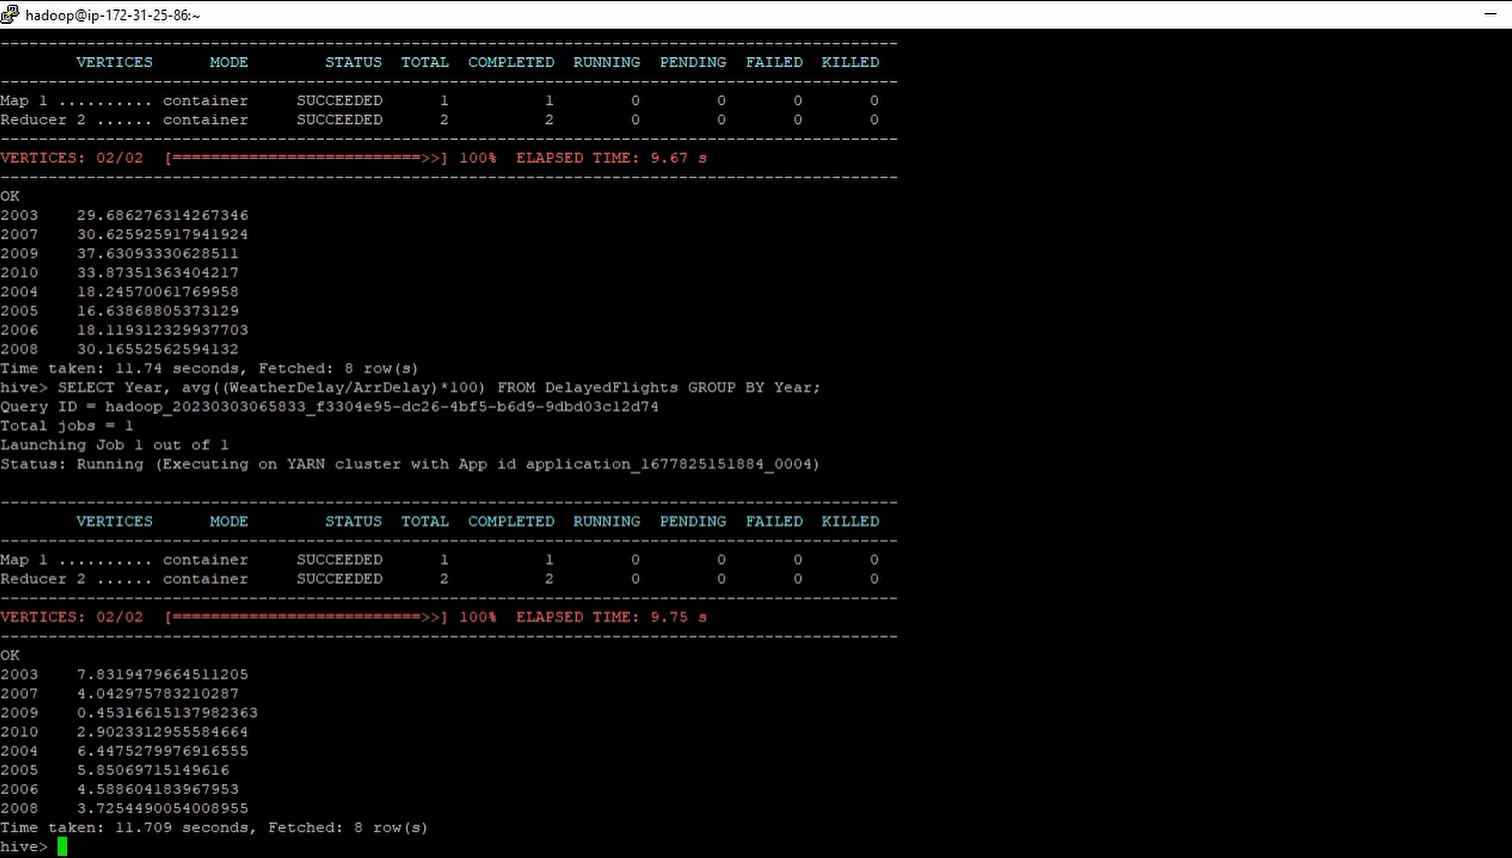 hadoop@ip-172-31-25-86:~
----------------------------------------------------------------------------------------------
VERTICES MODE STATUS TOTAL COMPLETED RUNNING PENDING FAILED KILLED
----------------------------------------------------------------------------------------------
Map 1 .......... container SUCCEEDED 1 1 0 0 0 0
Reducer 2 ...... container SUCCEEDED 2 2 0 0 0 0
----------------------------------------------------------------------------------------------
VERTICES: 02/02 [==========================>>] 100% ELAPSED TIME: 9.67 s
----------------------------------------------------------------------------------------------
OK
2003 29.686276314267346
2007 30.625925917941924
2009 37.63093330628511
2010 33.87351363404217
2004 18.24570061769958
2005 16.63868805373129
2006 18.119312329937703
2008 30.16552562594132
Time taken: 11.74 seconds, Fetched: 8 row(s)
hive> SELECT Year, avg((WeatherDelay/ArrDelay)*100) FROM DelayedFlights GROUP BY Year;
Query ID = hadoop_20230303065833_f3304e95-dc26-4bf5-b6d9-9dbd03c12d74
Total jobs = 1
Launching Job 1 out of 1
Status: Running (Executing on YARN cluster with App id application_1677825151884_0004)
----------------------------------------------------------------------------------------------
VERTICES MODE STATUS TOTAL COMPLETED RUNNING PENDING FAILED KILLED
----------------------------------------------------------------------------------------------
Map 1 .......... container SUCCEEDED 1 1 0 0 0 0
Reducer 2 ...... container SUCCEEDED 2 2 0 0 0 0
----------------------------------------------------------------------------------------------
VERTICES: 02/02 [==========================>>] 100% ELAPSED TIME: 9.75 s
----------------------------------------------------------------------------------------------
OK
2003 7.8319479664511205
2007 4.042975783210287
2009 0.45316615137982363
2010 2.9023312955584664
2004 6.4475279976916555
2005 5.85069715149616
2006 4.588604183967953
2008 3.7254490054008955
Time taken: 11.709 seconds, Fetched: 8 row(s)
hive>